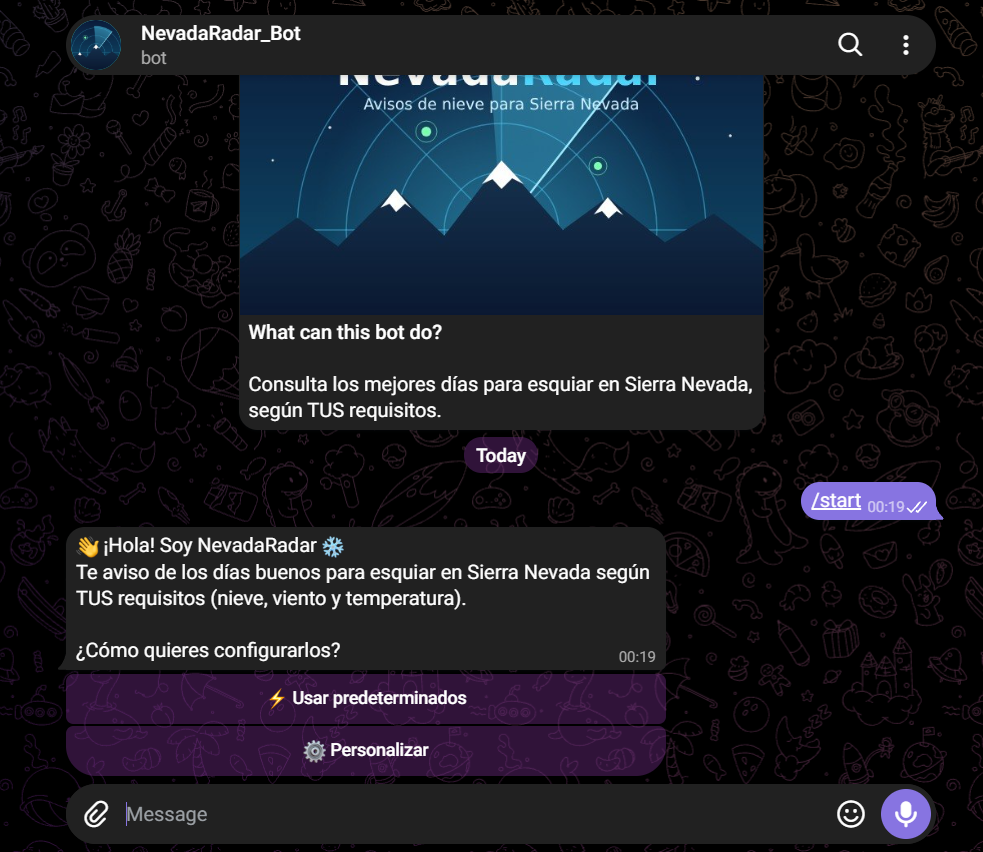 NevadaRadar_Bot
bot
NevadaRadar
Avisos de nieve para Sierra Nevada
What can this bot do?
Consulta los mejores días para esquiar en Sierra Nevada,
según TUS requisitos.
Today
/start 00:19
👋 ¡Hola! Soy NevadaRadar ❄️
Te aviso de los días buenos para esquiar en Sierra Nevada según
TUS requisitos (nieve, viento y temperatura).
¿Cómo quieres configurarlos?
00:19
⚡ Usar predeterminados
⚙️ Personalizar
Message